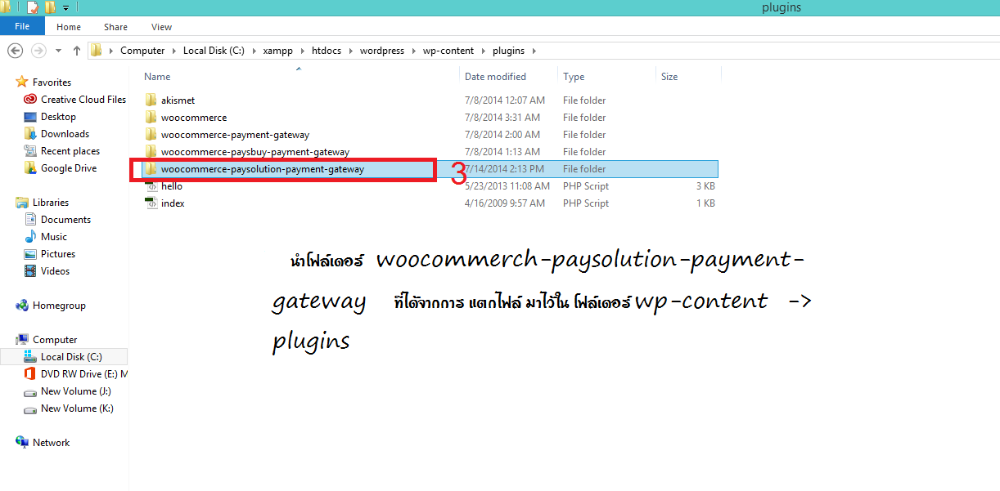 plugins
File Home Share View
Computer Local Disk (C:) xampp htdocs wordpress wp-content plugins
Name Date modified Type Size
Favorites
Creative Cloud Files
Desktop
Downloads
Recent places
Google Drive
Libraries
Documents
Music
Pictures
Videos
Homegroup
Computer
Local Disk (C:)
DVD RW Drive (E:) M
New Volume (J:)
New Volume (K:)
Network
akismet 7/8/2014 12:07 AM File folder
woocommerce 7/8/2014 3:31 AM File folder
woocommerce-payment-gateway 7/8/2014 2:00 AM File folder
woocommerce-paysbuy-payment-gateway 7/8/2014 1:13 AM File folder
woocommerce-paysolution-payment-gateway 3 7/14/2014 2:13 PM File folder
hello 5/23/2013 11:08 AM PHP Script 3 KB
index 4/16/2009 9:57 AM PHP Script 1 KB
นำโฟล์เดอร์ woocommerch-paysolution-payment-
gateway ที่ได้จากการ แตกไฟล์ มาไว้ใน โฟล์เดอร์ wp-content ->
plugins